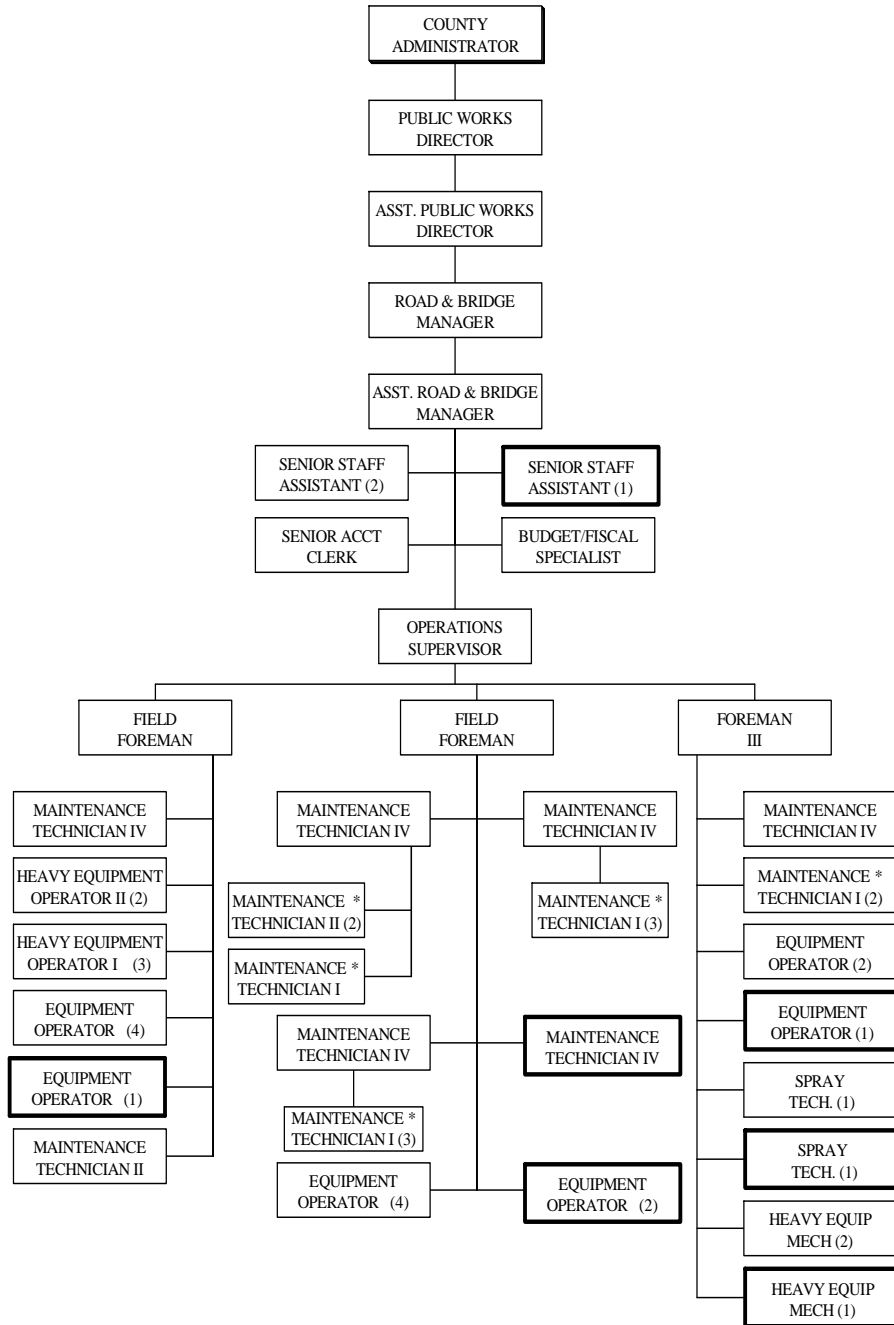 COUNTY
ADMINISTRATOR
PUBLIC WORKS
DIRECTOR
ASST. PUBLIC WORKS
DIRECTOR
ROAD & BRIDGE
MANAGER
ASST. ROAD & BRIDGE
MANAGER
SENIOR STAFF
ASSISTANT (2)
SENIOR STAFF
ASSISTANT (1)
SENIOR ACCT
CLERK
BUDGET/FISCAL
SPECIALIST
OPERATIONS
SUPERVISOR
FIELD
FOREMAN
MAINTENANCE
TECHNICIAN IV
HEAVY EQUIPMENT
OPERATOR II (2)
HEAVY EQUIPMENT
OPERATOR I (3)
EQUIPMENT
OPERATOR (4)
EQUIPMENT
OPERATOR (1)
MAINTENANCE
TECHNICIAN II
FIELD
FOREMAN
MAINTENANCE
TECHNICIAN IV
MAINTENANCE *
TECHNICIAN II (2)
MAINTENANCE *
TECHNICIAN I
MAINTENANCE
TECHNICIAN IV
MAINTENANCE *
TECHNICIAN I (3)
MAINTENANCE
TECHNICIAN IV
MAINTENANCE *
TECHNICIAN I (3)
MAINTENANCE
TECHNICIAN IV
EQUIPMENT
OPERATOR (4)
EQUIPMENT
OPERATOR (2)
FOREMAN
III
MAINTENANCE
TECHNICIAN IV
MAINTENANCE *
TECHNICIAN I (2)
EQUIPMENT
OPERATOR (2)
EQUIPMENT
OPERATOR (1)
SPRAY
TECH. (1)
SPRAY
TECH. (1)
HEAVY EQUIP
MECH (2)
HEAVY EQUIP
MECH (1)